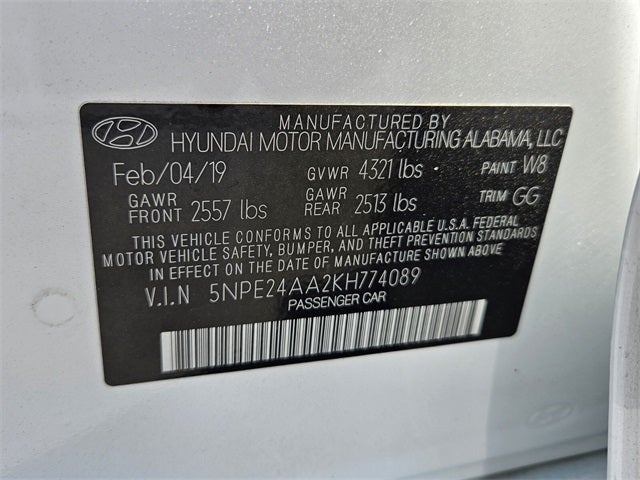 MANUFACTURED BY
HYUNDAI MOTOR MANUFACTURING ALABAMA, LLC
Feb/04/19 GVWR 4321 lbs PAINT W8
GAWR FRONT 2557 lbs GAWR REAR 2513 lbs TRIM GG
THIS VEHICLE CONFORMS TO ALL APPLICABLE U.S.A. FEDERAL
MOTOR VEHICLE SAFETY, BUMPER, AND THEFT PREVENTION STANDARDS
IN EFFECT ON THE DATE OF MANUFACTURE SHOWN ABOVE
V.I.N 5NPE24AA2KH774089
PASSENGER CAR